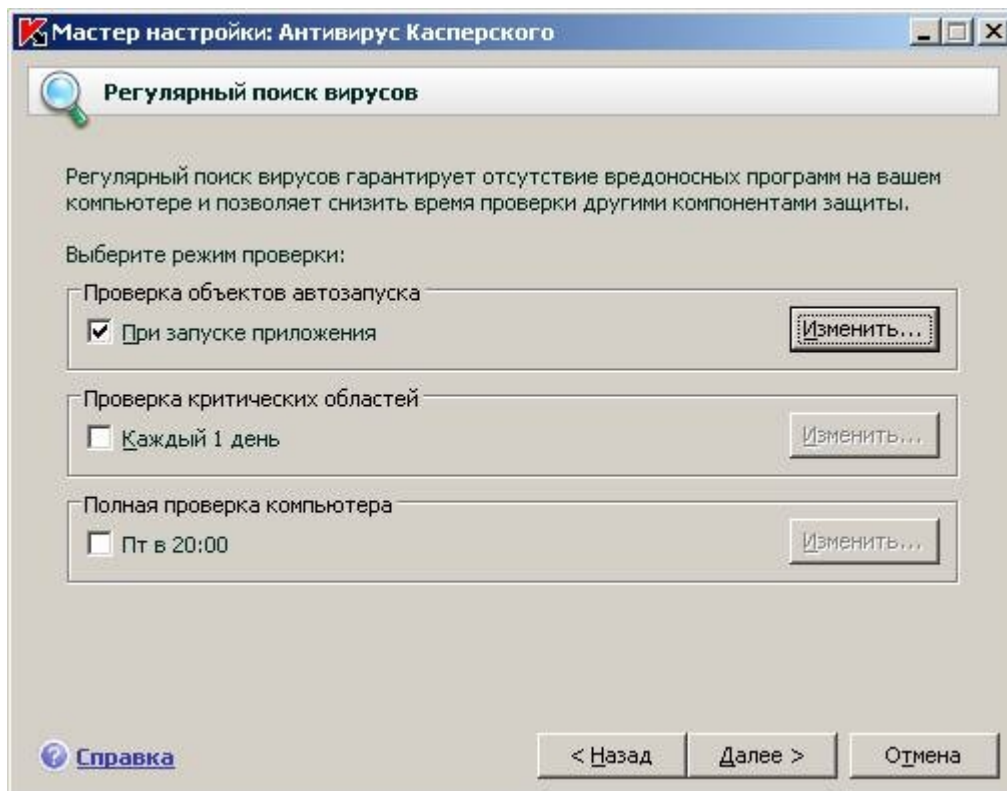 Мастер настройки: Антивирус Касперского
Регулярный поиск вирусов
Регулярный поиск вирусов гарантирует отсутствие вредоносных программ на вашем
компьютере и позволяет снизить время проверки другими компонентами защиты.
Выберите режим проверки:
Проверка объектов автозапуска
При запуске приложения
Изменить...
Проверка критических областей
Каждый 1 день
Изменить...
Полная проверка компьютера
Пт в 20:00
Изменить...
Справка
< Назад
Далее >
Отмена